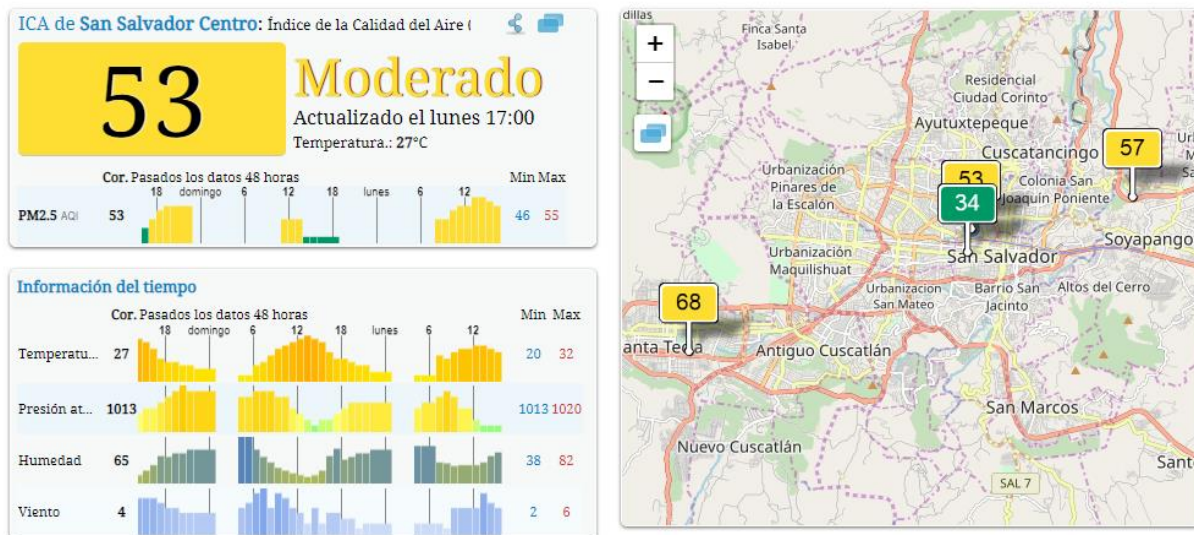 ICA de San Salvador Centro: Índice de la Calidad del Aire (
53
Moderado
Actualizado el lunes 17:00
Temperatura.: 27°C
Cor. Pasados los datos 48 horas
Min Max
18 domingo 6 12 18 lunes 6 12
PM2.5 AQI 53
46 55
Información del tiempo
Cor. Pasados los datos 48 horas
Min Max
18 domingo 6 12 18 lunes 6 12
Temperatu... 27
20 32
Presión at... 1013
1013 1020
Humedad 65
38 82
Viento 4
2 6
+
−
dillas
Finca Santa
Isabel
Residencial
Ciudad Corinto
Ayutuxtepeque
Cuscatancingo
57
Urbanización
Pinares de
la Escalón
53
34
Colonia San
Joaquín Poniente
Soyapango
San Salvador
Urbanización
Maquilishuat
Urbanizacion
San Mateo
Barrio San
Jacinto
Altos del Cerro
68
anta Tecla
Antiguo Cuscatlán
San Marcos
Nuevo Cuscatlán
Sant
SAL 7